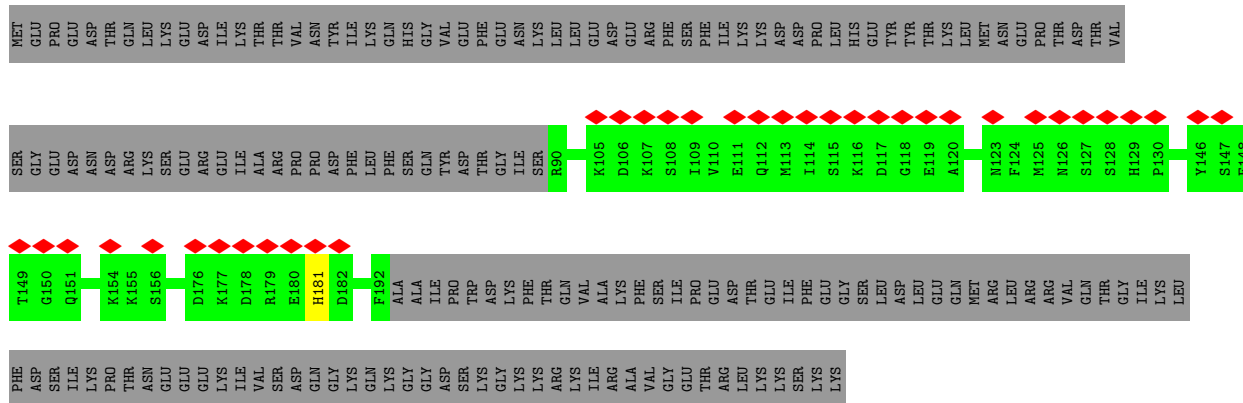 MET GLU PRO GLU ASP THR GLN LEU LYS GLU ASP ILE LYS THR THR VAL ASN TYR ILE LYS GLN HIS GLY VAL GLU PHE GLU ASN LYS LEU LEU GLU ASP GLU ARG PHE SER PHE ILE LYS LYS ASP ASP PRO LEU HIS GLU TYR TYR THR LYS LEU MET ASN GLU PRO THR ASP THR VAL
SER GLY GLU ASP ASN ASP ARG LYS SER GLU ARG GLU ILE ALA ARG PRO PRO ASP PHE LEU PHE SER GLN TYR ASP THR GLY ILE SER R90 K105 D106 K107 S108 I109 V110 E111 Q112 M113 I114 S115 K116 D117 G118 E119 A120 N123 F124 M125 N126 S127 S128 H129 P130 Y146 S147
T149 G150 Q151 K154 K155 S156 D176 K177 D178 R179 E180 H181 D182 F192 ALA ALA ILE PRO TRP ASP LYS PHE THR GLN VAL ALA LYS PHE SER ILE PRO GLU ASP THR GLU ILE PHE GLU GLY SER LEU ASP LEU GLU GLN MET ARG LEU ARG ARG VAL GLN THR GLY ILE LYS LEU
PHE ASP SER ILE LYS PRO THR ASN GLU GLU GLU LYS ILE VAL SER ASP GLN GLY LYS GLN LYS GLY GLY ASP SER LYS GLY LYS LYS ARG LYS ILE ARG ALA VAL GLY GLU THR ARG LEU LYS LYS SER LYS LYS